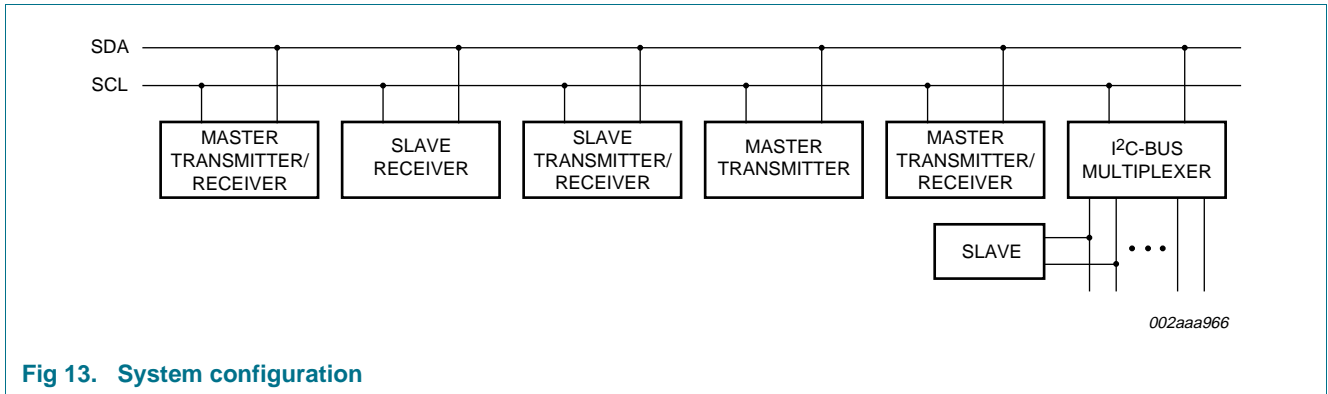 SDA
SCL
MASTER
TRANSMITTER/
RECEIVER
SLAVE
RECEIVER
SLAVE
TRANSMITTER/
RECEIVER
MASTER
TRANSMITTER
MASTER
TRANSMITTER/
RECEIVER
I2C-BUS
MULTIPLEXER
SLAVE
002aaa966
Fig 13. System configuration